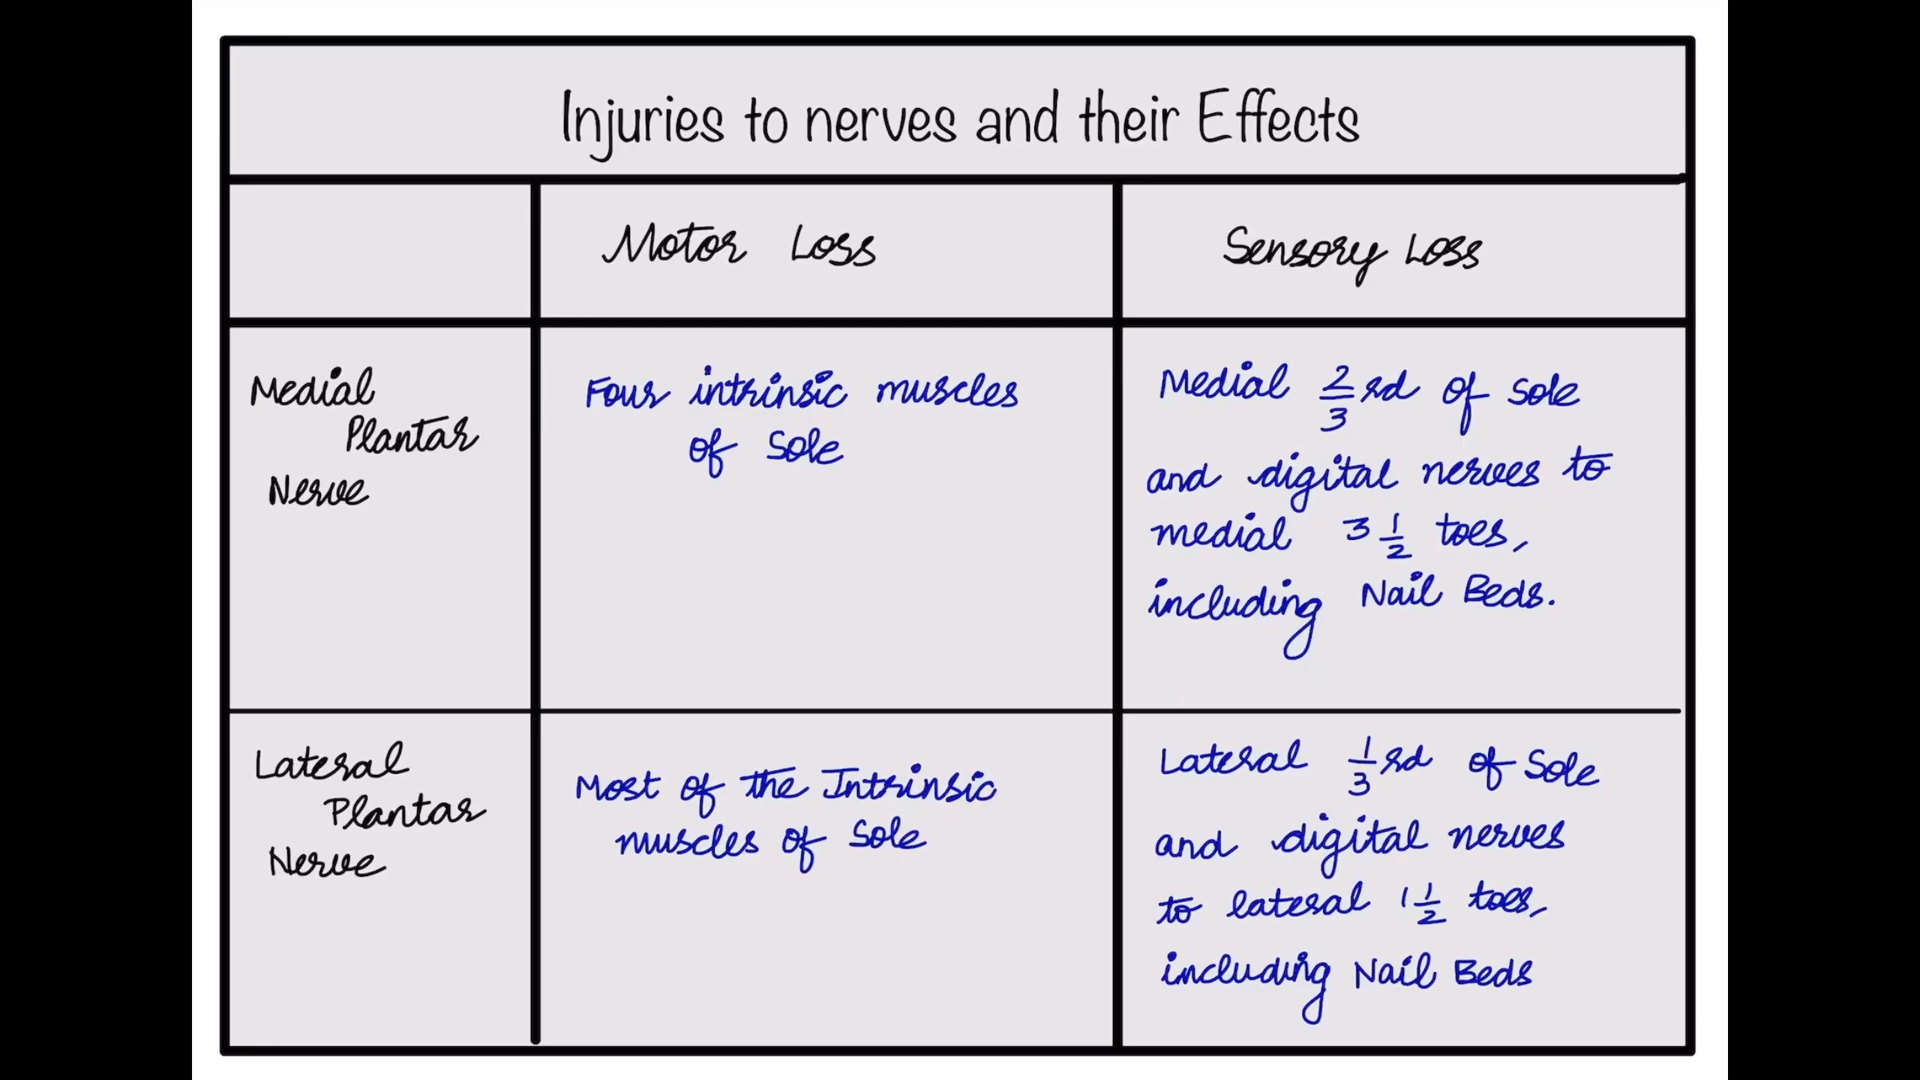 Injuries to nerves and their Effects
Motor Loss
Sensory Loss
Medial
Plantar
Nerve
Four intrinsic muscles
of Sole
Medial 2/3rd of Sole
and digital nerves to
medial 3 1/2 toes,
including Nail Beds.
Lateral
Plantar
Nerve
Most of the Intrinsic
muscles of Sole
Lateral 1/3rd of Sole
and digital nerves
to lateral 1 1/2 toes,
including Nail Beds